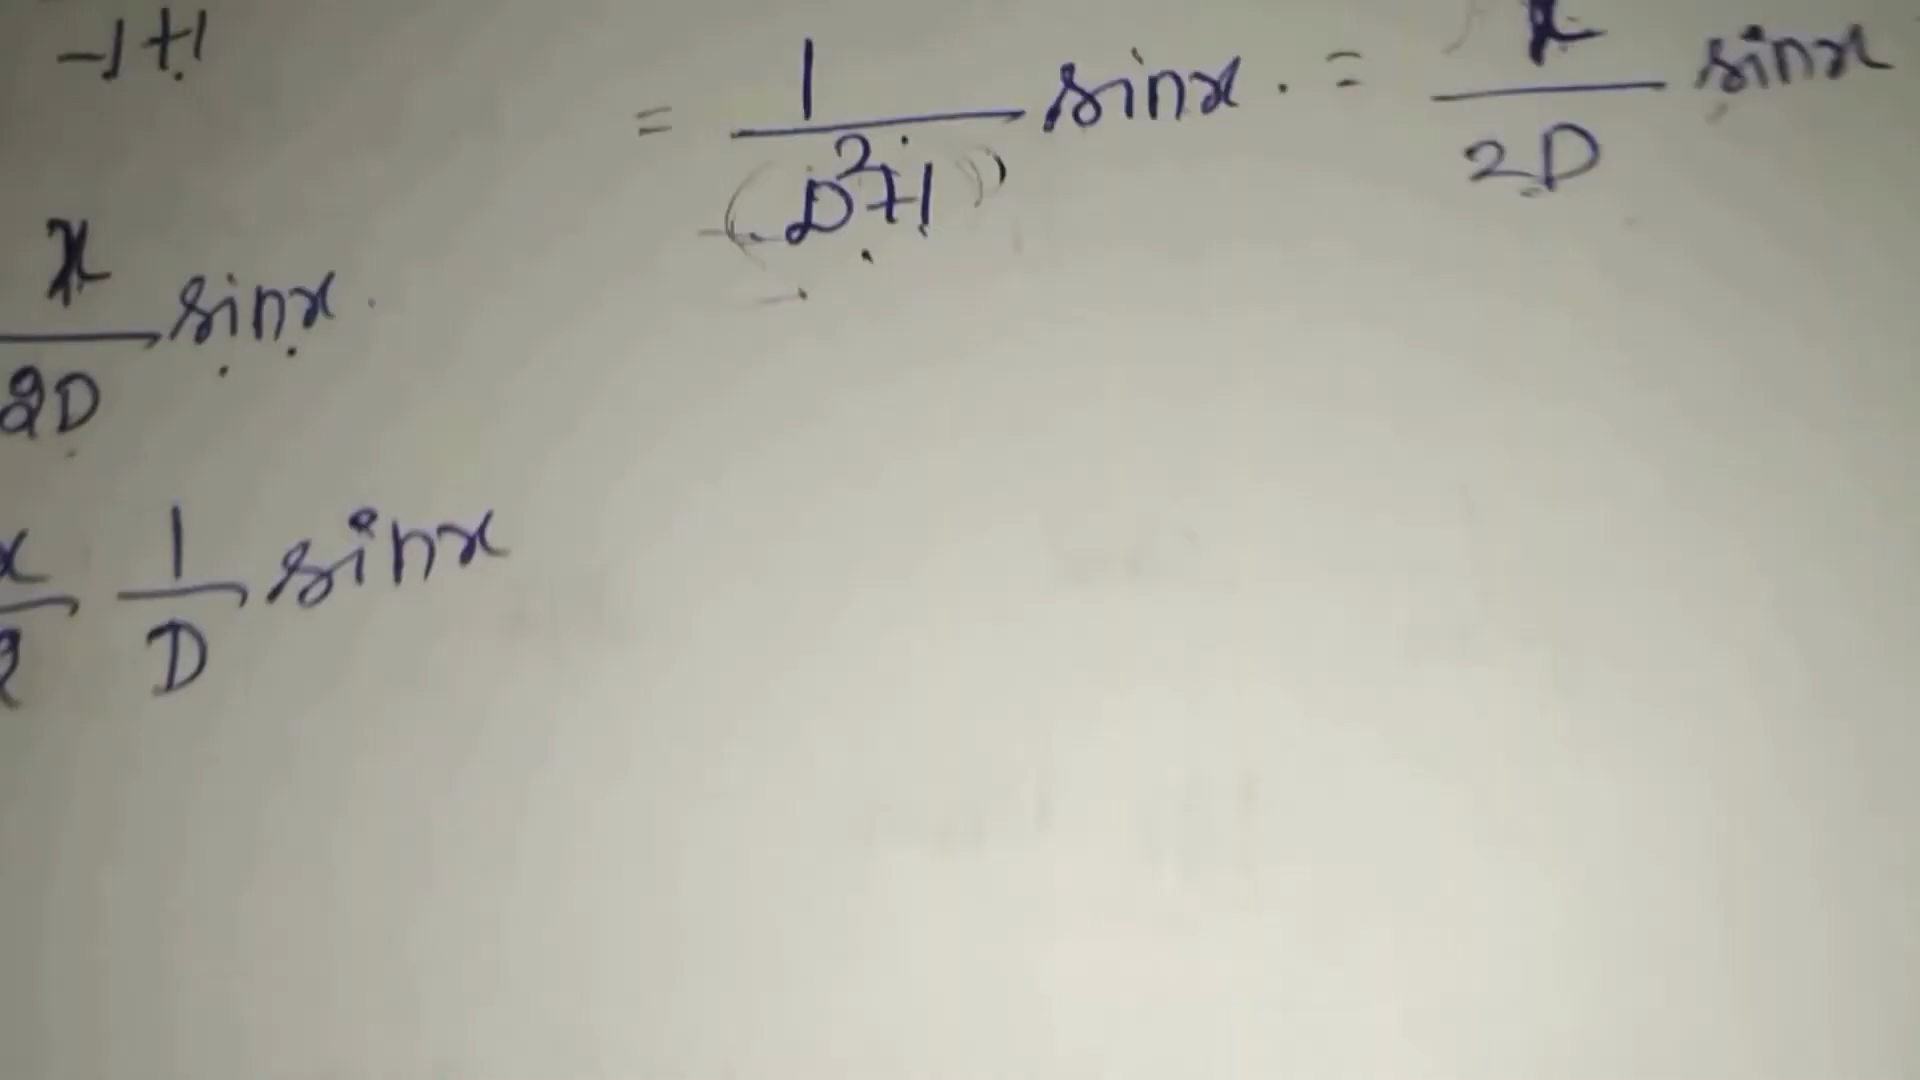 -1+1
= 1/(D²+1) sinx. = x/2D sinx
x/2D sinx.
x/2 1/D sinx